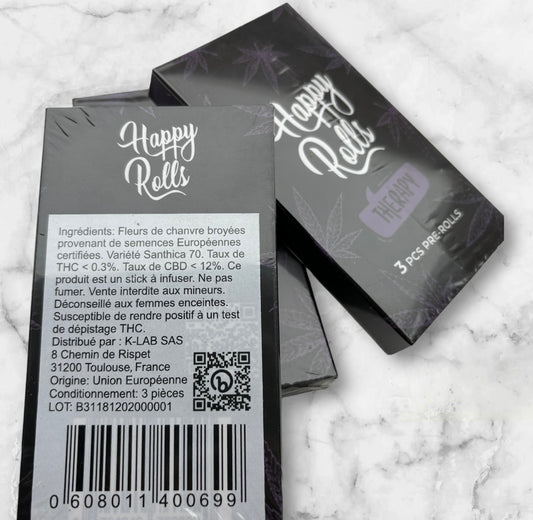 Happy
Rolls
Ingrédients: Fleurs de chanvre broyées
provenant de semences Européennes
certifiées. Variété Santhica 70. Taux de
THC < 0.3%. Taux de CBD < 12%. Ce
produit est un stick à infuser. Ne pas
fumer. Vente interdite aux mineurs.
Déconseillé aux femmes enceintes.
Susceptible de rendre positif à un test
de dépistage THC.
Distribué par : K-LAB SAS
8 Chemin de Rispet
31200 Toulouse, France
Origine: Union Européenne
Conditionnement: 3 pièces
LOT: B31181202000001
0 608011 400699
Happy
Rolls
THERAPY
3 PCS PRE-ROLLS